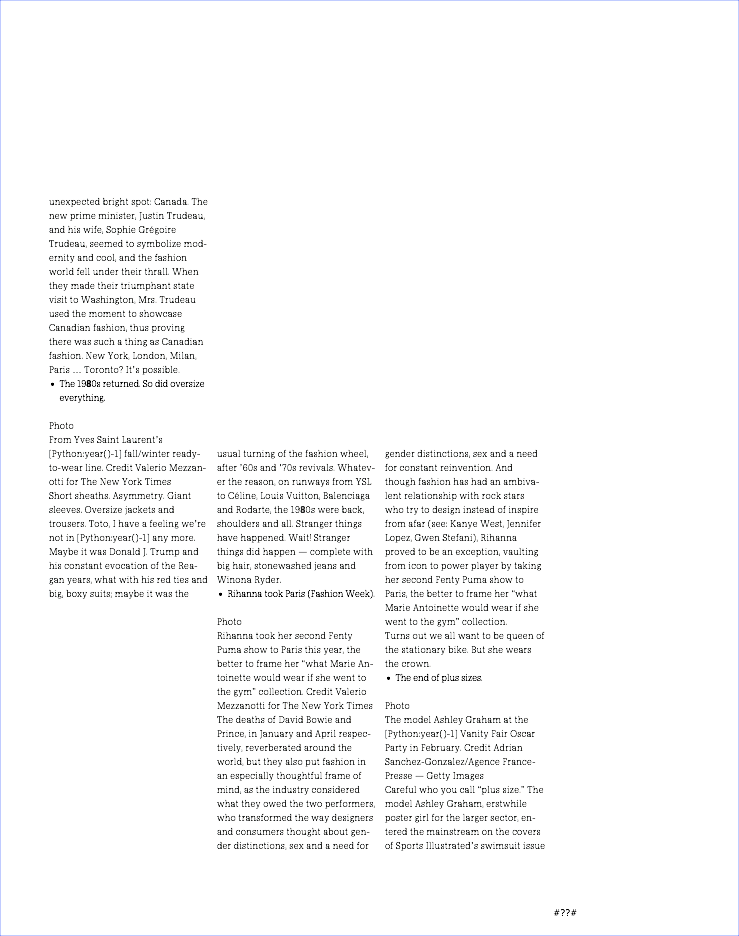 unexpected bright spot: Canada. The
new prime minister, Justin Trudeau,
and his wife, Sophie Grégoire
Trudeau, seemed to symbolize mod-
ernity and cool, and the fashion
world fell under their thrall. When
they made their triumphant state
visit to Washington, Mrs. Trudeau
used the moment to showcase
Canadian fashion, thus proving
there was such a thing as Canadian
fashion. New York, London, Milan,
Paris … Toronto? It's possible.
• The 1980s returned. So did oversize
everything.
Photo
From Yves Saint Laurent's
[Python:year()-1] fall/winter ready-
to-wear line. Credit Valerio Mezzan-
otti for The New York Times
Short sheaths. Asymmetry. Giant
sleeves. Oversize jackets and
trousers. Toto, I have a feeling we're
not in [Python:year()-1] any more.
Maybe it was Donald J. Trump and
his constant evocation of the Rea-
gan years, what with his red ties and
big, boxy suits; maybe it was the
usual turning of the fashion wheel,
after '60s and '70s revivals. Whatev-
er the reason, on runways from YSL
to Céline, Louis Vuitton, Balenciaga
and Rodarte, the 1980s were back,
shoulders and all. Stranger things
have happened. Wait! Stranger
things did happen — complete with
big hair, stonewashed jeans and
Winona Ryder.
• Rihanna took Paris (Fashion Week).
Photo
Rihanna took her second Fenty
Puma show to Paris this year, the
better to frame her “what Marie An-
toinette would wear if she went to
the gym” collection. Credit Valerio
Mezzanotti for The New York Times
The deaths of David Bowie and
Prince, in January and April respec-
tively, reverberated around the
world, but they also put fashion in
an especially thoughtful frame of
mind, as the industry considered
what they owed the two performers,
who transformed the way designers
and consumers thought about gen-
der distinctions, sex and a need for
gender distinctions, sex and a need
for constant reinvention. And
though fashion has had an ambiva-
lent relationship with rock stars
who try to design instead of inspire
from afar (see: Kanye West, Jennifer
Lopez, Gwen Stefani), Rihanna
proved to be an exception, vaulting
from icon to power player by taking
her second Fenty Puma show to
Paris, the better to frame her “what
Marie Antoinette would wear if she
went to the gym” collection.
Turns out we all want to be queen of
the stationary bike. But she wears
the crown.
• The end of plus sizes.
Photo
The model Ashley Graham at the
[Python:year()-1] Vanity Fair Oscar
Party in February. Credit Adrian
Sanchez-Gonzalez/Agence France-
Presse — Getty Images
Careful who you call “plus size.” The
model Ashley Graham, erstwhile
poster girl for the larger sector, en-
tered the mainstream on the covers
of Sports Illustrated's swimsuit issue
#??#